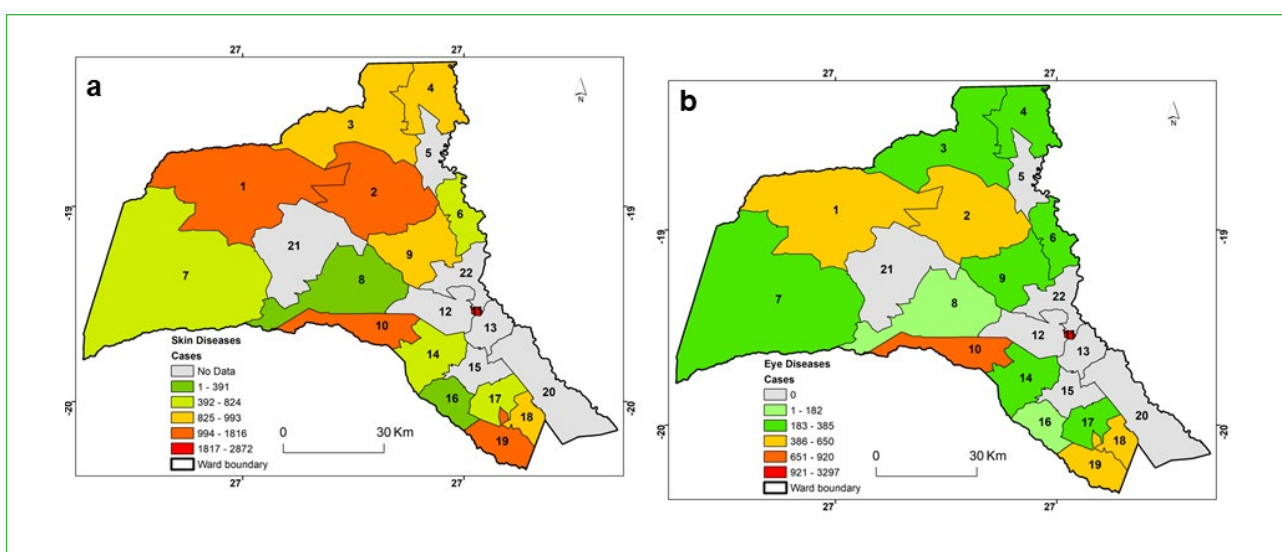 a
27
27
N
4
3
5
1
2
6
-19
-19
21
9
7
8
22
12
11
10
13
14
15
20
16
17
18
19
-20
-20
Skin Diseases
Cases
No Data
1 - 391
392 - 824
825 - 993
994 - 1816
1817 - 2872
Ward boundary
0
30 Km
27
27
b
27
27
N
4
3
5
1
2
6
-19
-19
21
9
7
8
22
12
10
13
14
15
20
16
17
18
19
-20
-20
Eye Diseases
Cases
0
1 - 182
183 - 385
386 - 650
651 - 920
921 - 3297
Ward boundary
0
30 Km
27
27